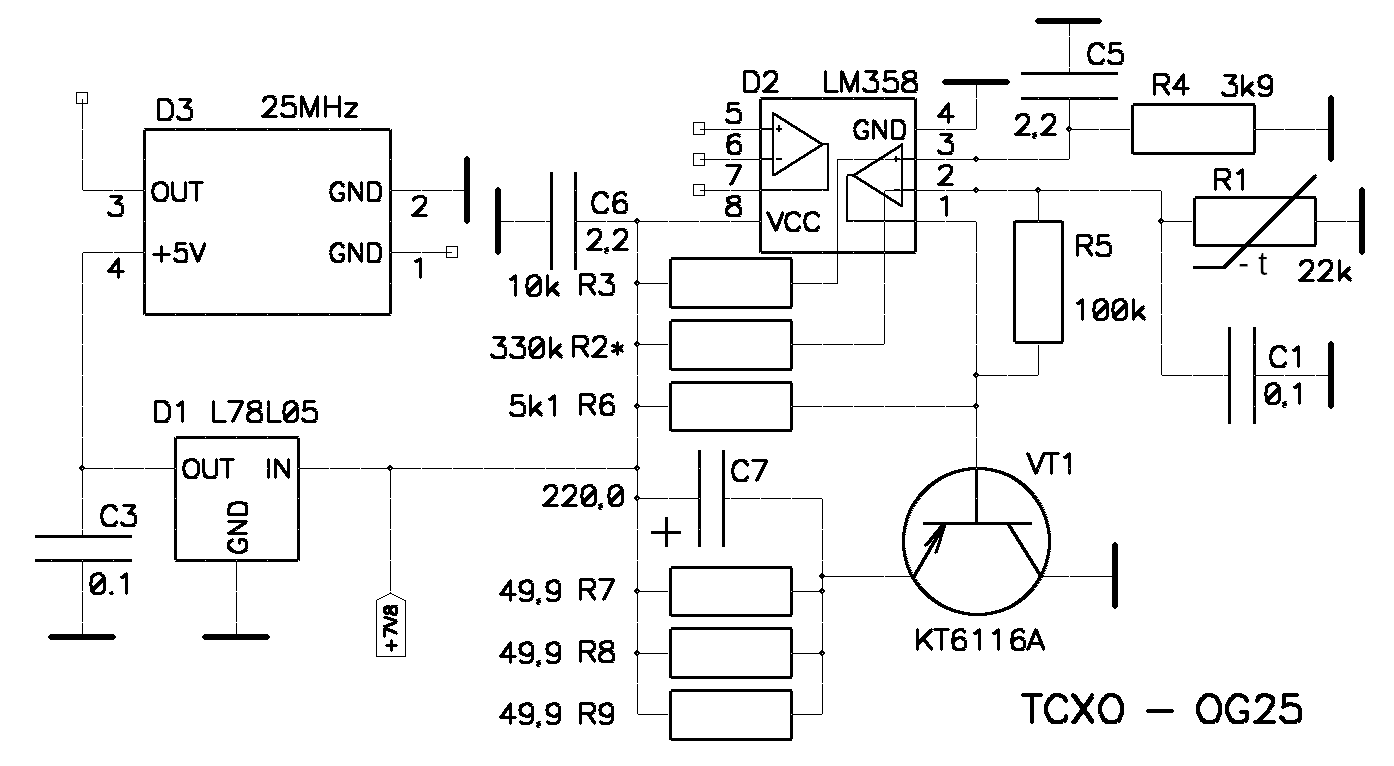 C5
D2 LM358
R4 3k9
D3 25MHz
5 GND 4
2,2
6 3
7 2
8 VCC 1
OUT GND
3 2
R1
C6
2,2
+5V GND
4 1
R5
- t 22k
10k R3
100k
330k R2*
C1
0,1
5k1 R6
D1 L78L05
OUT IN
GND
C7
VT1
220,0
+
C3
0.1
49,9 R7
+7V8
49,9 R8
KT6116A
49,9 R9
TCXO - OG25